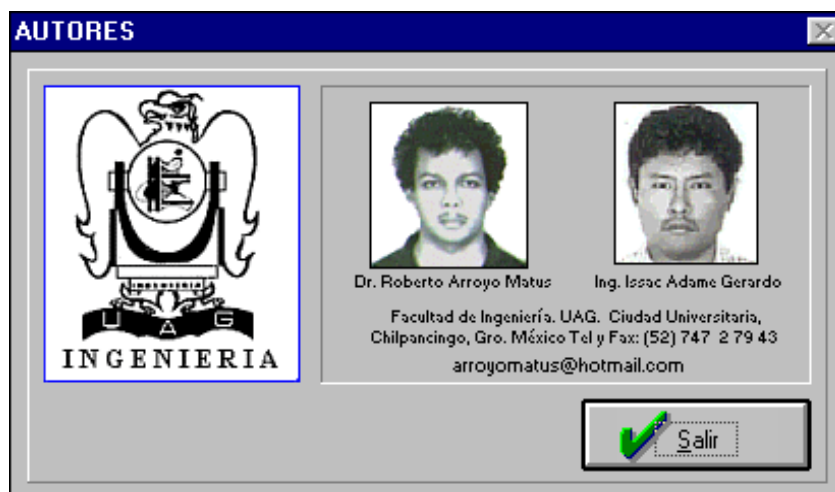 AUTORES
INGENIERIA
U A G
INGENIERIA
Dr. Roberto Arroyo Matus
Ing. Issac Adame Gerardo
Facultad de Ingeniería. UAG. Ciudad Universitaria,
Chilpancingo, Gro. México Tel y Fax: (52) 747 2 79 43
arroyomatus@hotmail.com
Salir